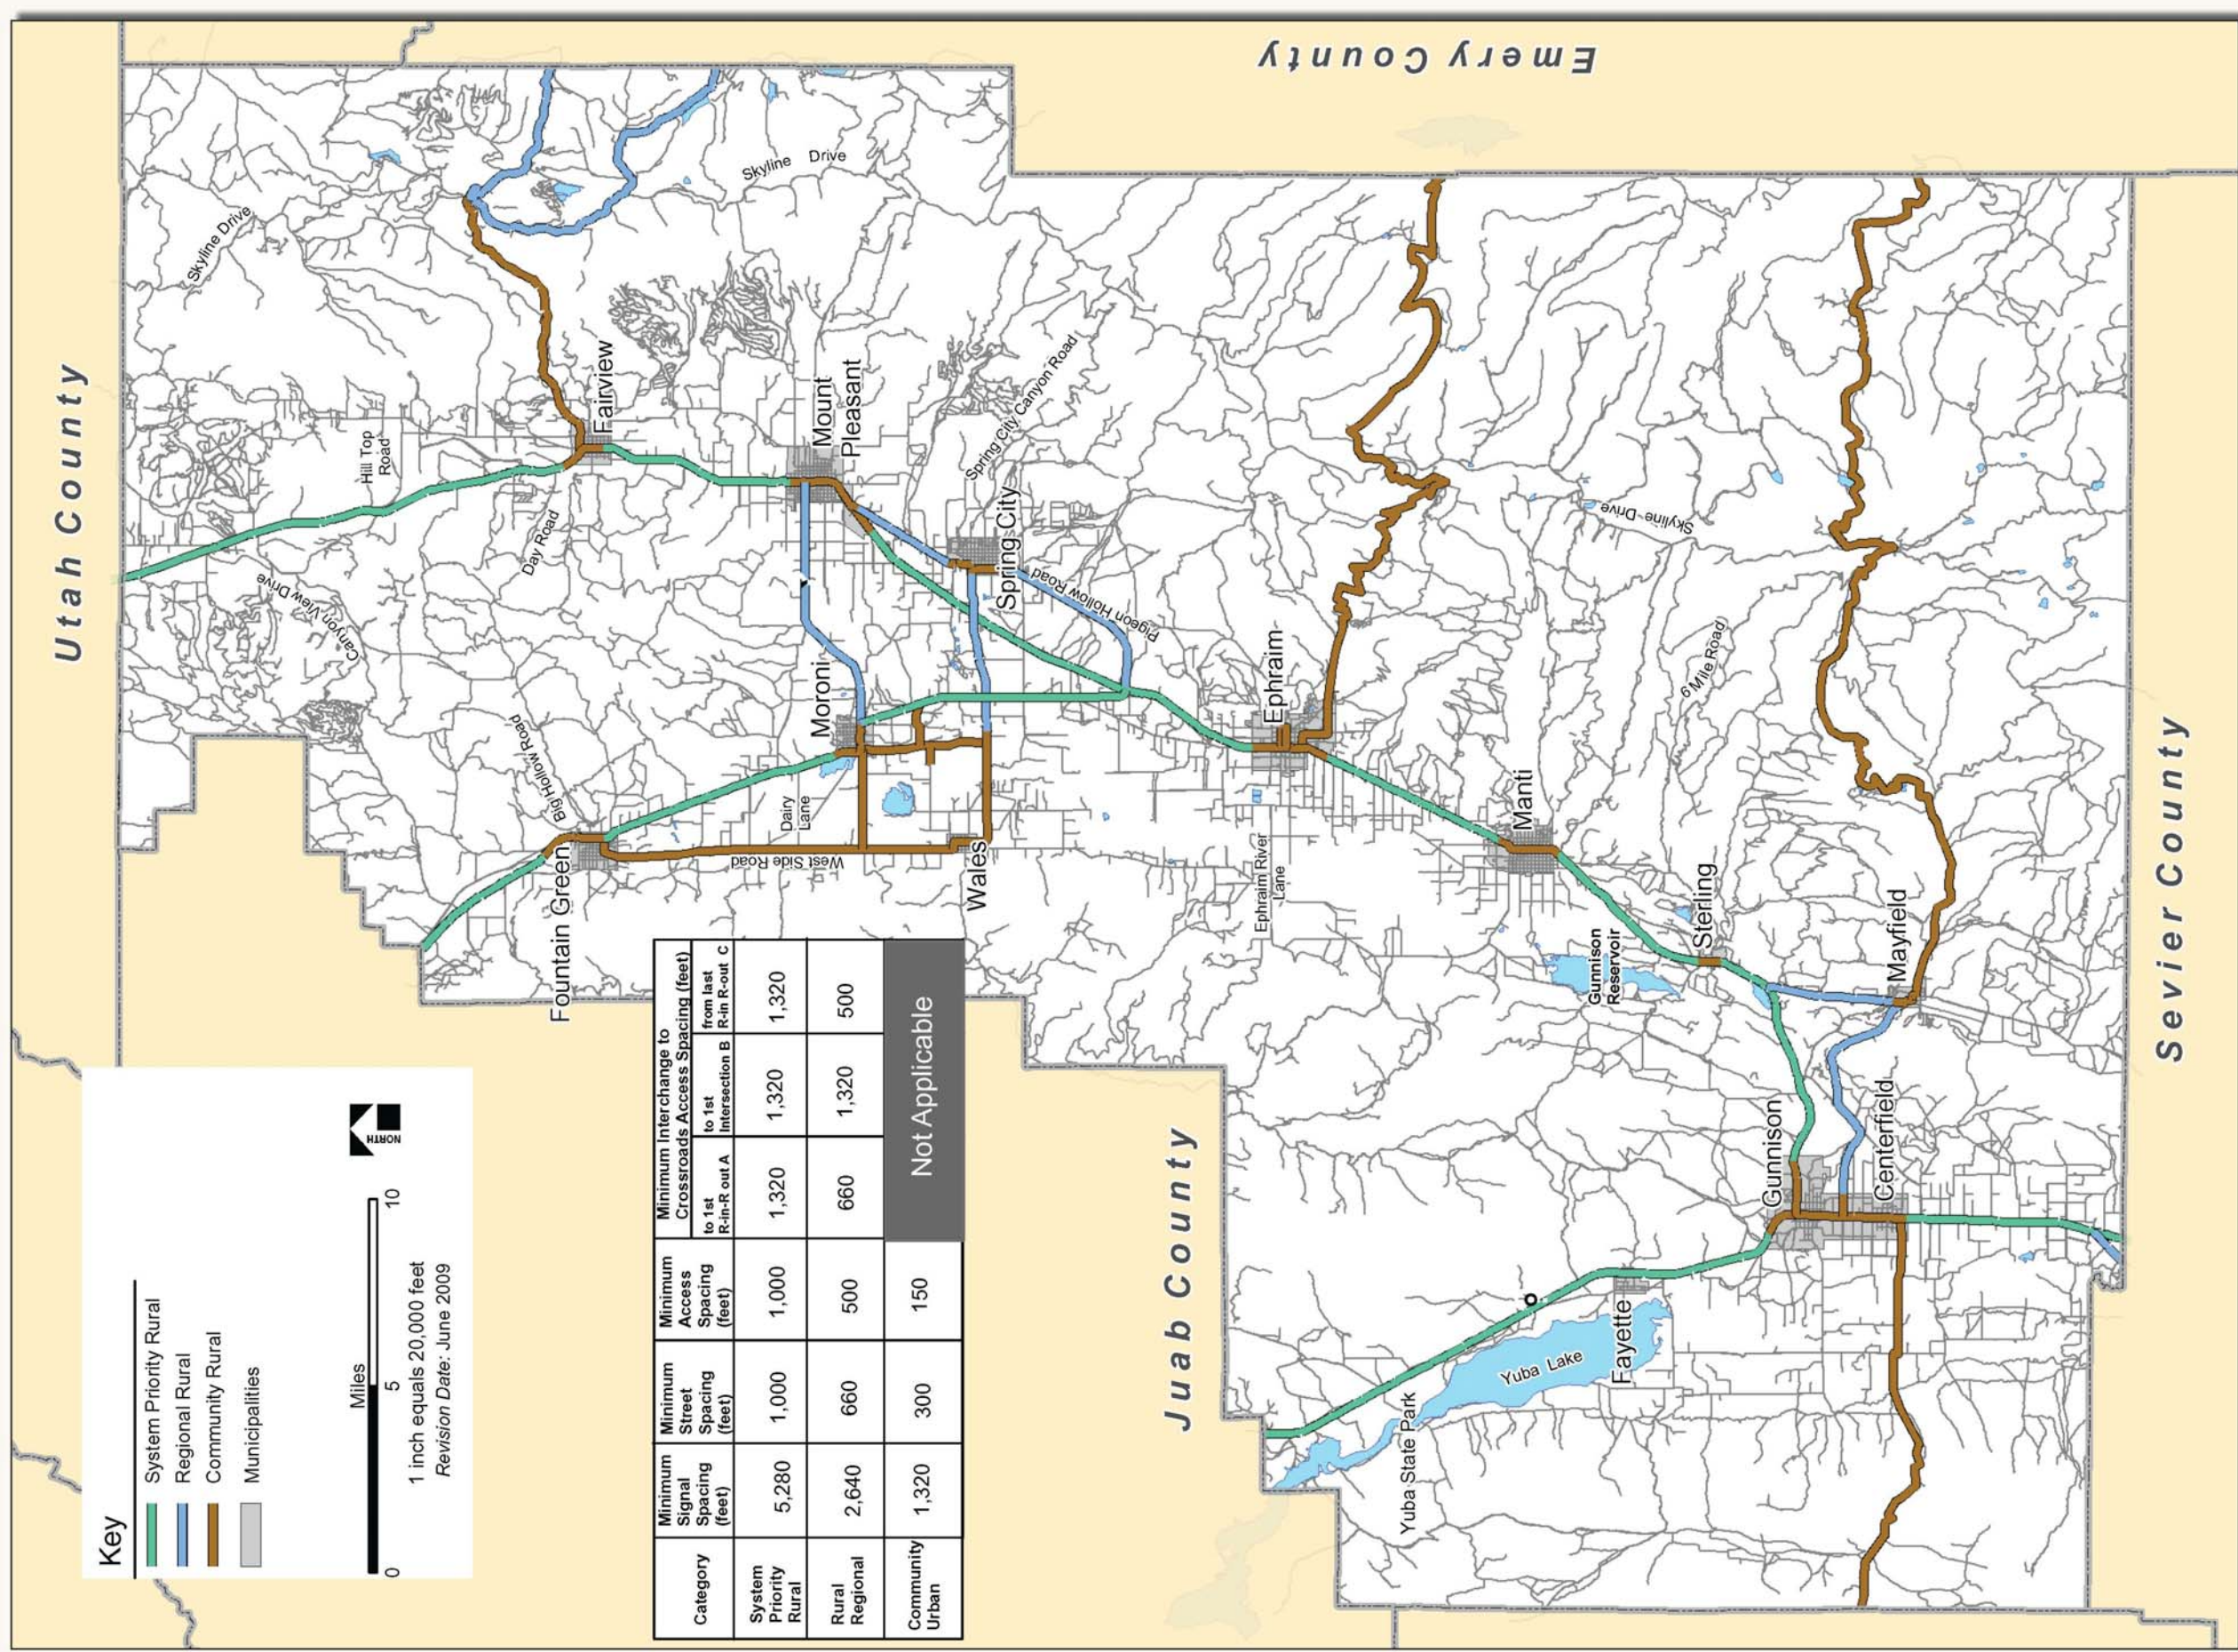 Utah County
Emery County
Juab County
Sevier County
Key
System Priority Rural
Regional Rural
Community Rural
Municipalities
Miles
0
5
10
1 inch equals 20,000 feet
Revision Date: June 2009
NORTH
Category
Minimum
Signal
Spacing
(feet)
Minimum
Street
Spacing
(feet)
Minimum
Access
Spacing
(feet)
Minimum Interchange to
Crossroads Access Spacing (feet)
to 1st
R-in-R out A
to 1st
Intersection B
from last
R-in R-out C
System
Priority
Rural
5,280
1,000
1,000
1,320
1,320
1,320
Rural
Regional
2,640
660
500
660
1,320
500
Community
Urban
1,320
300
150
Not Applicable
Skyline Drive
Hill Top
Road
Canyon View Drive
Day Road
Fairview
Skyline Drive
Mount
Pleasant
Big Hollow Road
Fountain Green
Moroni
Dairy
Lane
West Side Road
Wales
Spring City
Spring City Canyon Road
Pigeon Hollow Road
Ephraim
Ephraim River
Lane
Manti
Skyline Drive
6 Mile Road
Gunnison
Reservoir
Sterling
Mayfield
Gunnison
Centerfield
Fayette
Yuba Lake
Yuba State Park